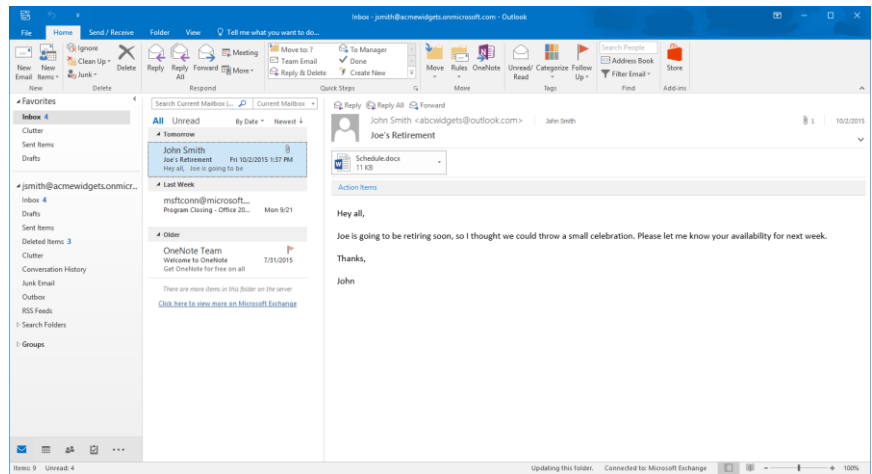 Inbox - jsmith@acmewidgets.onmicrosoft.com - Outlook
File Home Send / Receive Folder View Tell me what you want to do...
New Email
New Items
Ignore
Clean Up
Junk
Delete
Reply
Reply All
Forward
Meeting
More
Move to: ?
Team Email
Reply & Delete
To Manager
Done
Create New
Move
Rules
OneNote
Unread/ Read
Categorize
Follow Up
Search People
Address Book
Filter Email
Store
New Delete Respond Quick Steps Move Tags Find Add-ins
Favorites
Inbox 4
Clutter
Sent Items
Drafts
jsmith@acmewidgets.onmicr...
Inbox 4
Drafts
Sent Items
Deleted Items 3
Clutter
Conversation History
Junk Email
Outbox
RSS Feeds
Search Folders
Groups
Search Current Mailbox (... Current Mailbox
All Unread By Date Newest
Tomorrow
John Smith
Joe's Retirement Fri 10/2/2015 1:37 PM
Hey all, Joe is going to be
Last Week
msftconn@microsoft...
Program Closing - Office 20... Mon 9/21
Older
OneNote Team
Welcome to OneNote 7/31/2015
Get OneNote for free on all
There are more items in this folder on the server
Click here to view more on Microsoft Exchange
Reply Reply All Forward
John Smith <abcwidgets@outlook.com> John Smith 1 10/2/2015
Joe's Retirement
Schedule.docx
11 KB
Action Items
Hey all,
Joe is going to be retiring soon, so I thought we could throw a small celebration. Please let me know your availability for next week.
Thanks,
John
Items: 9 Unread: 4 Updating this folder. Connected to: Microsoft Exchange 100%